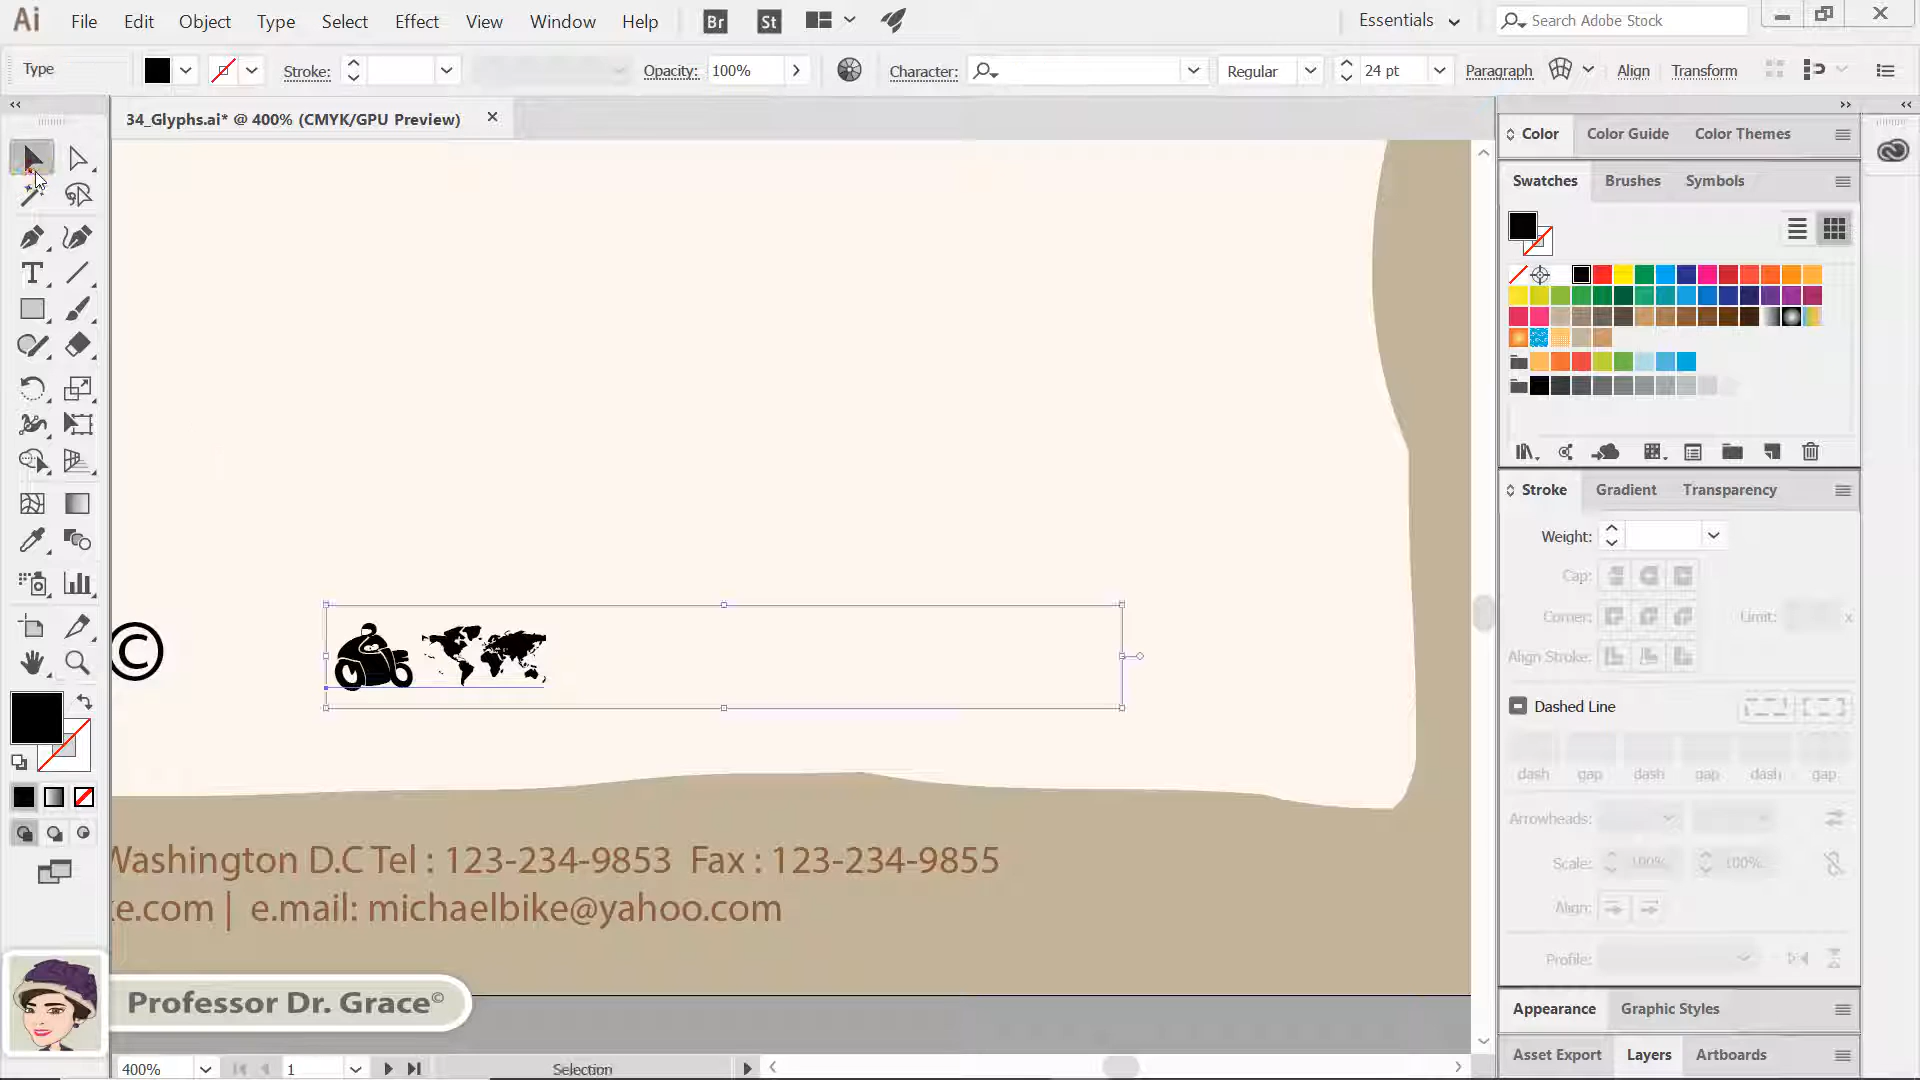 Ai File Edit Object Type Select Effect View Window Help Br St Essentials Search Adobe Stock
Type Stroke: Opacity: 100% Character: Regular 24 pt Paragraph Align Transform
34_Glyphs.ai* @ 400% (CMYK/GPU Preview)
Color Color Guide Color Themes
Swatches Brushes Symbols
Stroke Gradient Transparency
Weight:
Cap:
Corner: Limit: x
Align Stroke:
Dashed Line
dash gap dash gap dash gap
Arrowheads:
Scale: 100% 100%
Align:
Profile:
Appearance Graphic Styles
Asset Export Layers Artboards
©
Washington D.C Tel : 123-234-9853 Fax : 123-234-9855
ke.com | e.mail: michaelbike@yahoo.com
Professor Dr. Grace©
400% 1 Selection